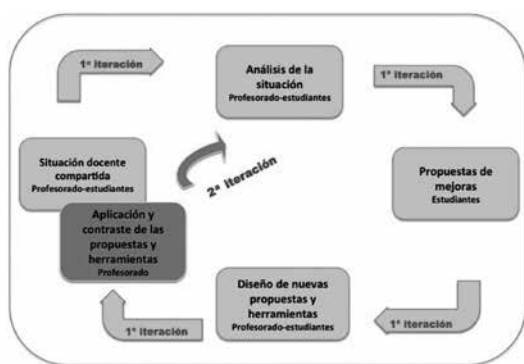 1ª iteración
Análisis de la
situación
Profesorado-estudiantes
1ª iteración
Situación docente
compartida
Profesorado-estudiantes
2ª iteración
Propuestas de
mejoras
Estudiantes
Aplicación y
contraste de las
propuestas y
herramientas
Profesorado
Diseño de nuevas
propuestas y
herramientas
Profesorado-estudiantes
1ª iteración
1ª iteración